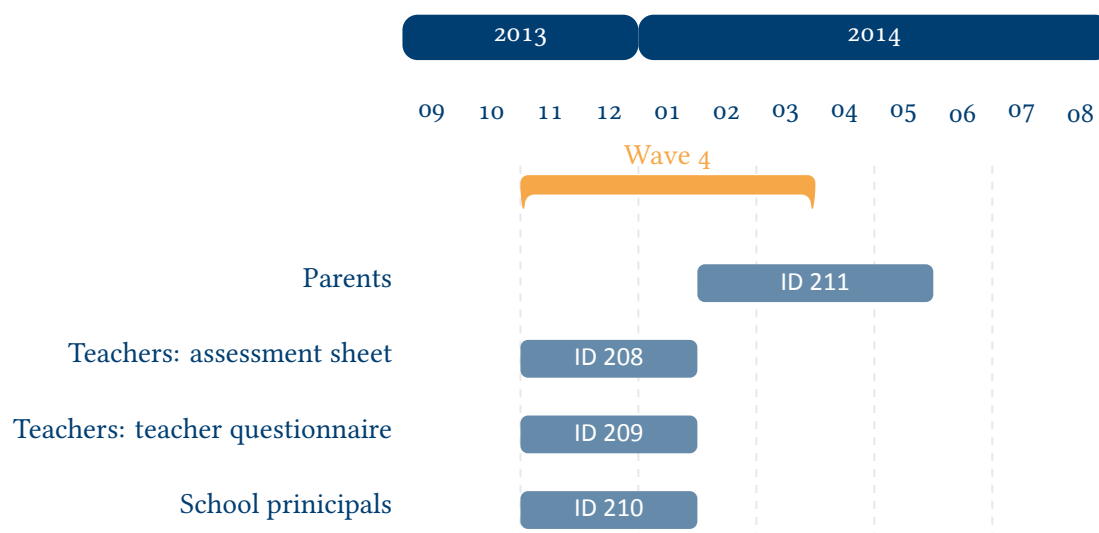 2013 2014
09 10 11 12 01 02 03 04 05 06 07 08
Wave 4
Parents ID 211
Teachers: assessment sheet ID 208
Teachers: teacher questionnaire ID 209
School prinicipals ID 210